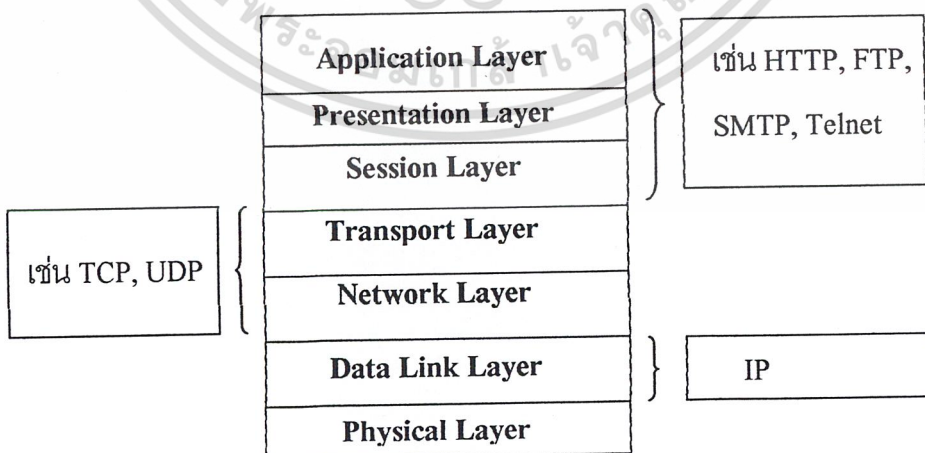 Application Layer
Presentation Layer
Session Layer
Transport Layer
Network Layer
Data Link Layer
Physical Layer
เช่น HTTP, FTP,
SMTP, Telnet
เช่น TCP, UDP
IP